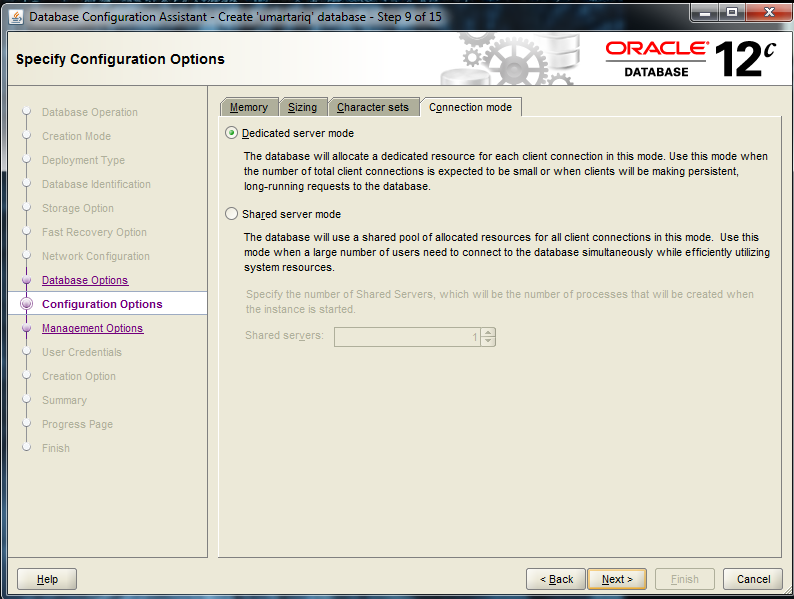 Database Configuration Assistant - Create 'umartariq' database - Step 9 of 15
Specify Configuration Options
ORACLE®
DATABASE
12c
Database Operation
Creation Mode
Deployment Type
Database Identification
Storage Option
Fast Recovery Option
Network Configuration
Database Options
Configuration Options
Management Options
User Credentials
Creation Option
Summary
Progress Page
Finish
Memory
Sizing
Character sets
Connection mode
Dedicated server mode
The database will allocate a dedicated resource for each client connection in this mode. Use this mode when
the number of total client connections is expected to be small or when clients will be making persistent,
long-running requests to the database.
Shared server mode
The database will use a shared pool of allocated resources for all client connections in this mode.  Use this
mode when a large number of users need to connect to the database simultaneously while efficiently utilizing
system resources.
Specify the number of Shared Servers, which will be the number of processes that will be created when
the instance is started.
Shared servers:
1
Help
< Back
Next >
Finish
Cancel